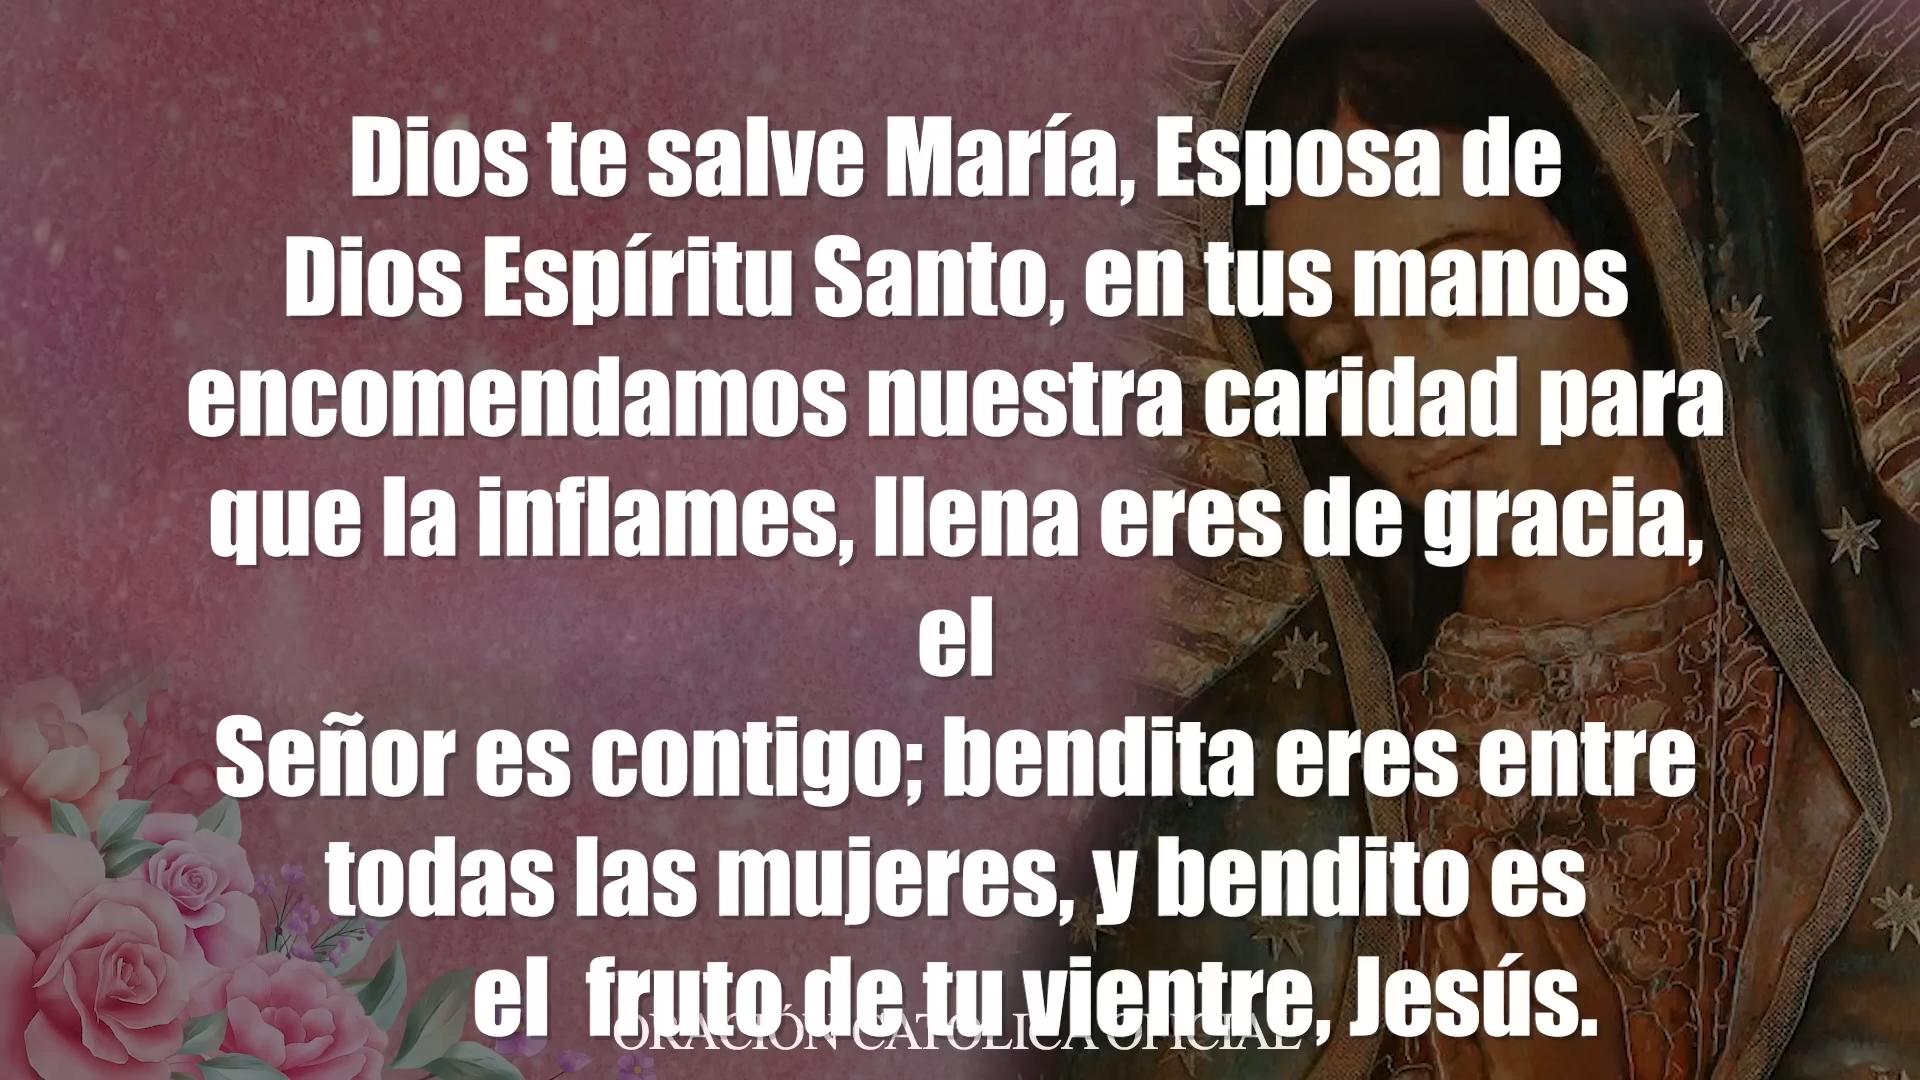 Dios te salve María, Esposa de
Dios Espíritu Santo, en tus manos
encomendamos nuestra caridad para
que la inflames, llena eres de gracia,
el
Señor es contigo; bendita eres entre
todas las mujeres, y bendito es
el fruto de tu vientre, Jesús.
ORACIÓN CATOLICA OFICIAL